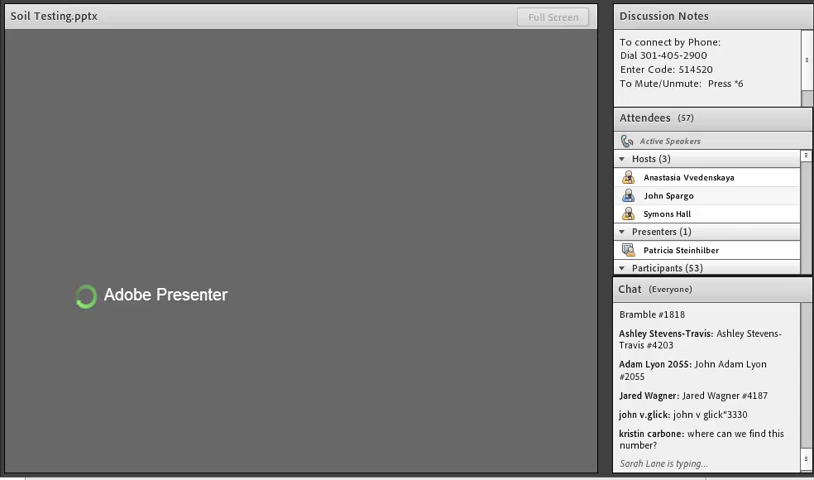 Soil Testing.pptx
Full Screen
Adobe Presenter
Discussion Notes
To connect by Phone:
Dial 301-405-2900
Enter Code: 514520
To Mute/Unmute: Press *6
Attendees (57)
Active Speakers
Hosts (3)
Anastasia Vvedenskaya
John Spargo
Symons Hall
Presenters (1)
Patricia Steinhilber
Participants (53)
Chat (Everyone)
Bramble #1818
Ashley Stevens-Travis: Ashley Stevens-
Travis #4203
Adam Lyon 2055: John Adam Lyon
#2055
Jared Wagner: Jared Wagner #4187
john v.glick: john v glick"3330
kristin carbone: where can we find this
number?
Sarah Lane is typing...